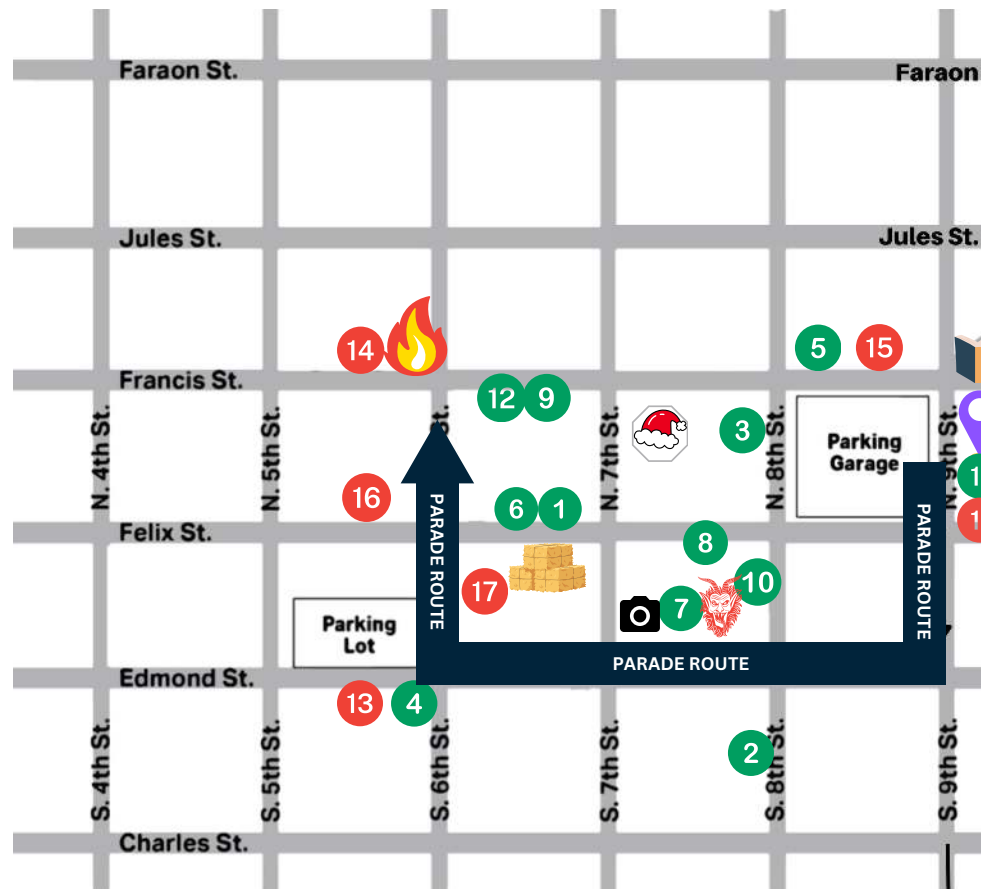 Faraon St.
Faraon
Jules St.
Jules St.
14
5
15
Francis St.
12
9
3
Parking
Garage
N. 4th St.
N. 5th St.
St.
N. 7th St.
N. 8th St.
N. 9th St.
16
6
1
PARADE ROUTE
PARADE ROUTE
Felix St.
8
17
7
10
Parking
Lot
PARADE ROUTE
Edmond St.
13
4
2
S. 4th St.
S. 5th St.
S. 6th St.
S. 7th St.
S. 8th St.
S. 9th St.
Charles St.